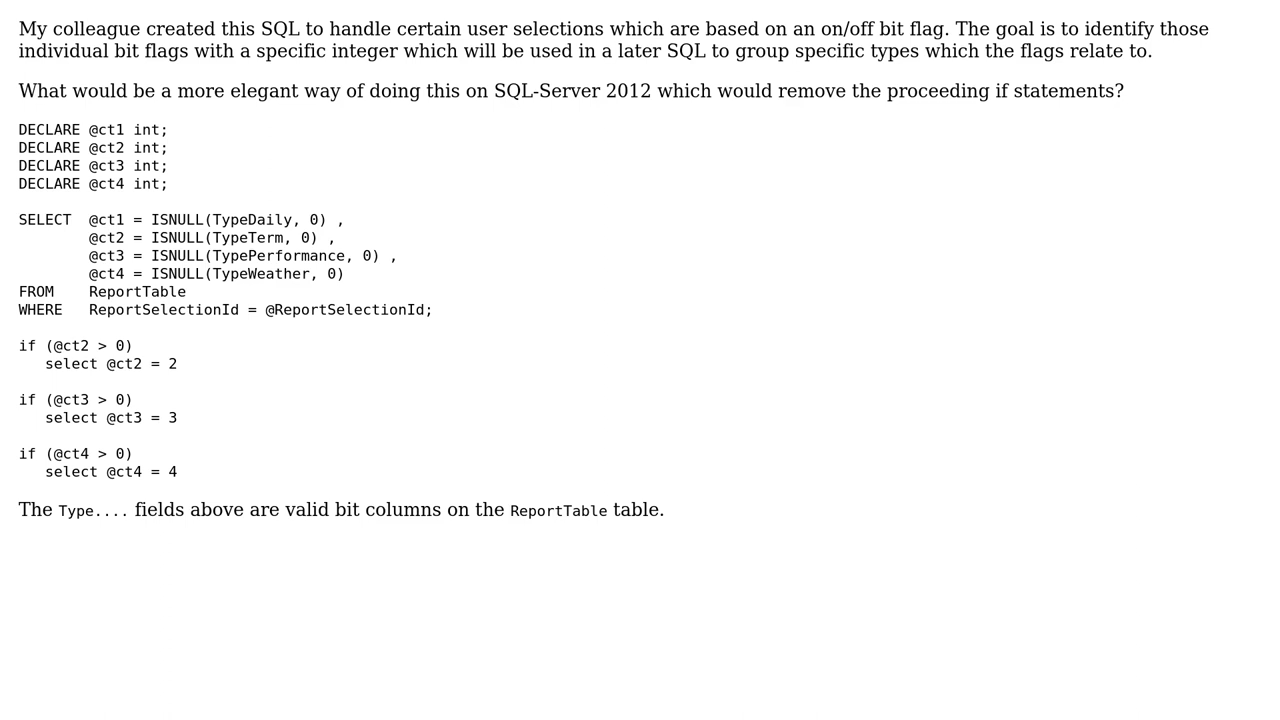 My colleague created this SQL to handle certain user selections which are based on an on/off bit flag. The goal is to identify those
individual bit flags with a specific integer which will be used in a later SQL to group specific types which the flags relate to.
What would be a more elegant way of doing this on SQL-Server 2012 which would remove the proceeding if statements?
DECLARE @ct1 int;
DECLARE @ct2 int;
DECLARE @ct3 int;
DECLARE @ct4 int;
SELECT  @ct1 = ISNULL(TypeDaily, 0) ,
        @ct2 = ISNULL(TypeTerm, 0) ,
        @ct3 = ISNULL(TypePerformance, 0) ,
        @ct4 = ISNULL(TypeWeather, 0)
FROM    ReportTable
WHERE   ReportSelectionId = @ReportSelectionId;
if (@ct2 > 0)
   select @ct2 = 2
if (@ct3 > 0)
   select @ct3 = 3
if (@ct4 > 0)
   select @ct4 = 4
The Type.... fields above are valid bit columns on the ReportTable table.